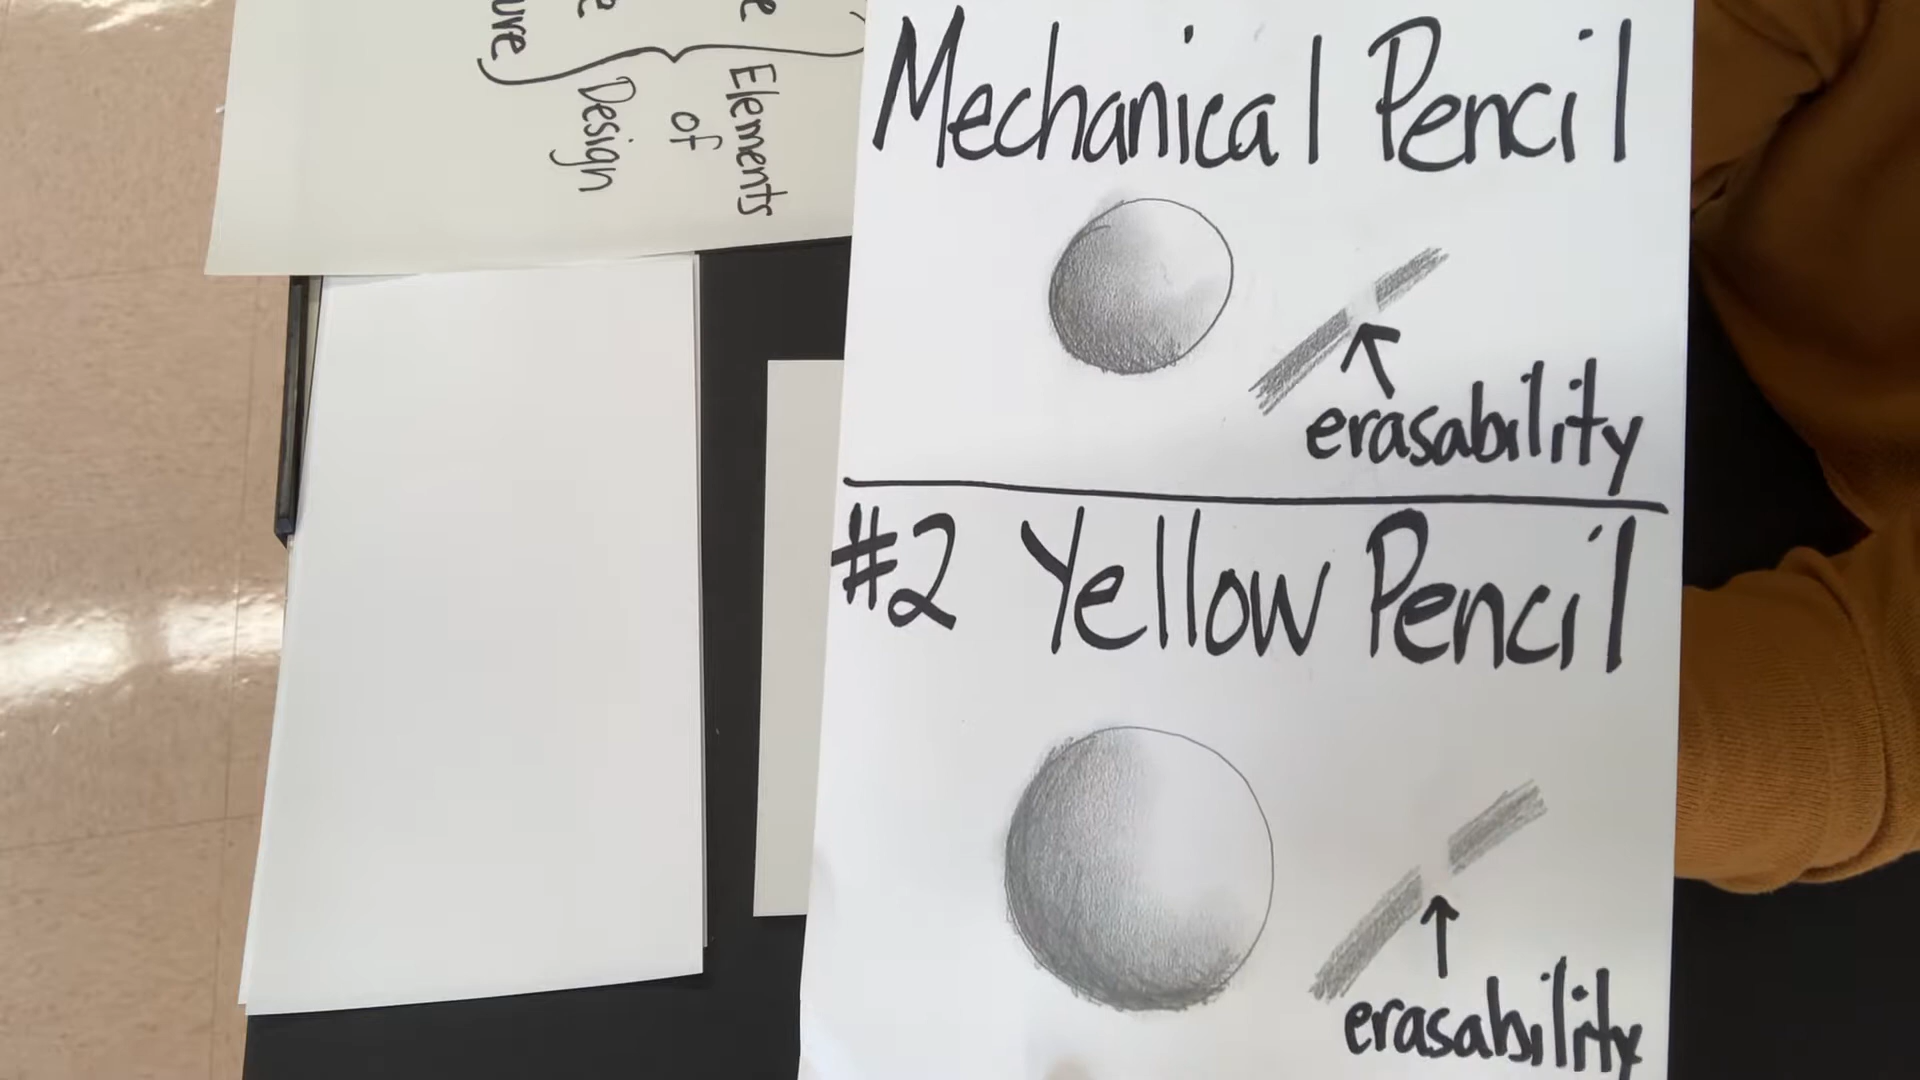 Mechanical Pencil
erasability
#2 Yellow Pencil
erasability
Elements
of
Design